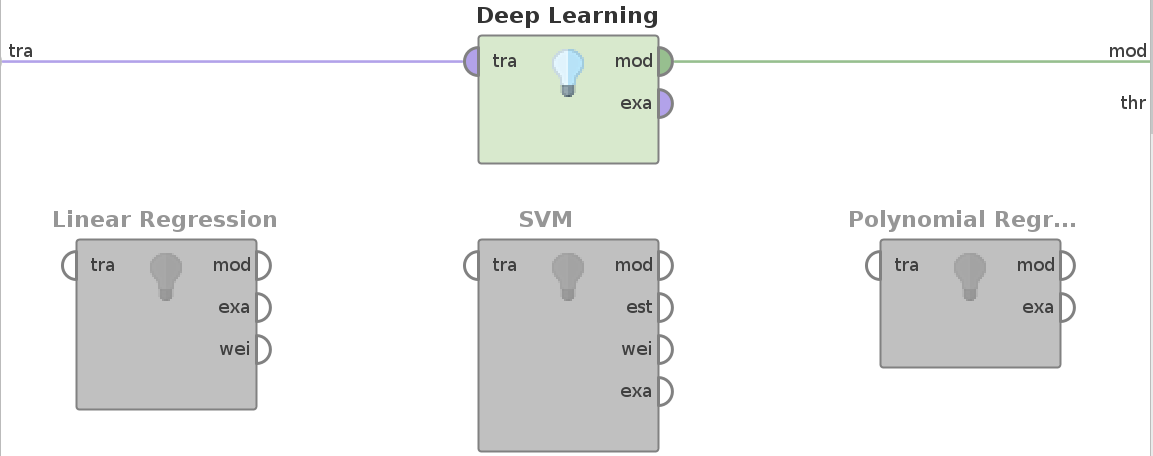 Deep Learning
tra
tra
mod
mod
exa
thr
Linear Regression
tra
mod
exa
wei
SVM
tra
mod
est
wei
exa
Polynomial Regr...
tra
mod
exa